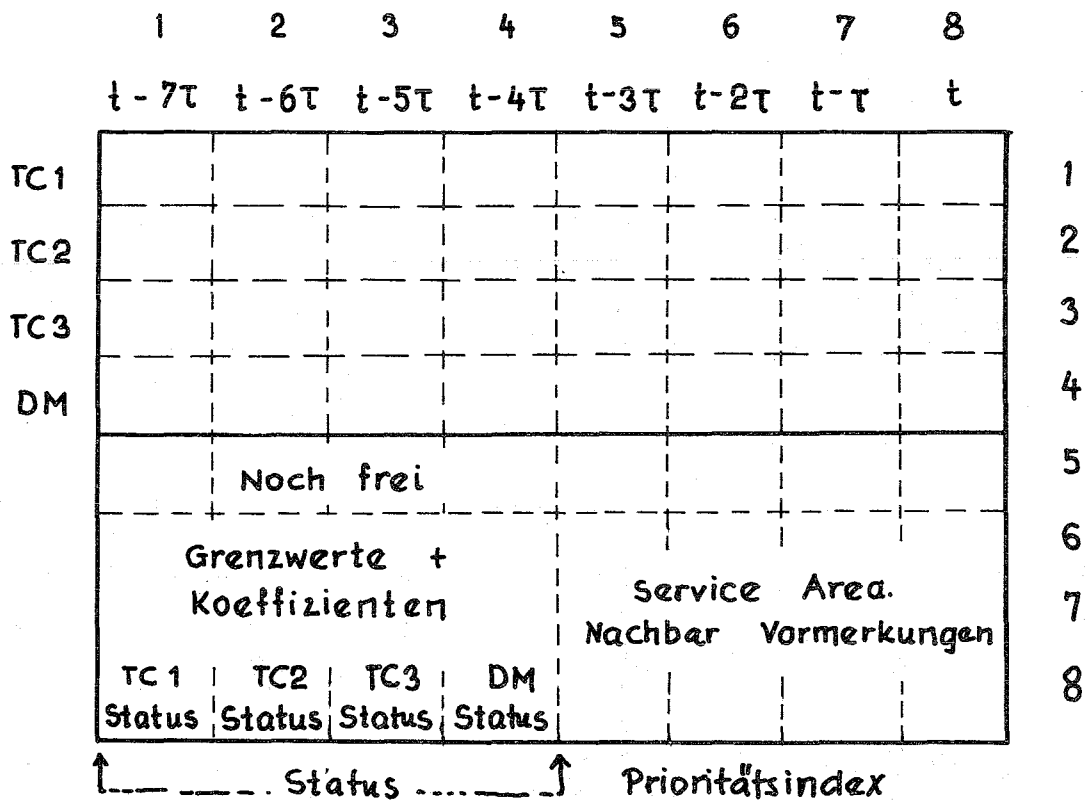 1 2 3 4 5 6 7 8
t-7τ t-6τ t-5τ t-4τ t-3τ t-2τ t-τ t
TC1 1
TC2 2
TC3 3
DM 4
Noch frei 5
6
Grenzwerte +
Koeffizienten
Service Area.
7
Nachbar Vormerkungen
TC1 TC2 TC3 DM 8
Status Status Status Status
Status Prioritätsindex